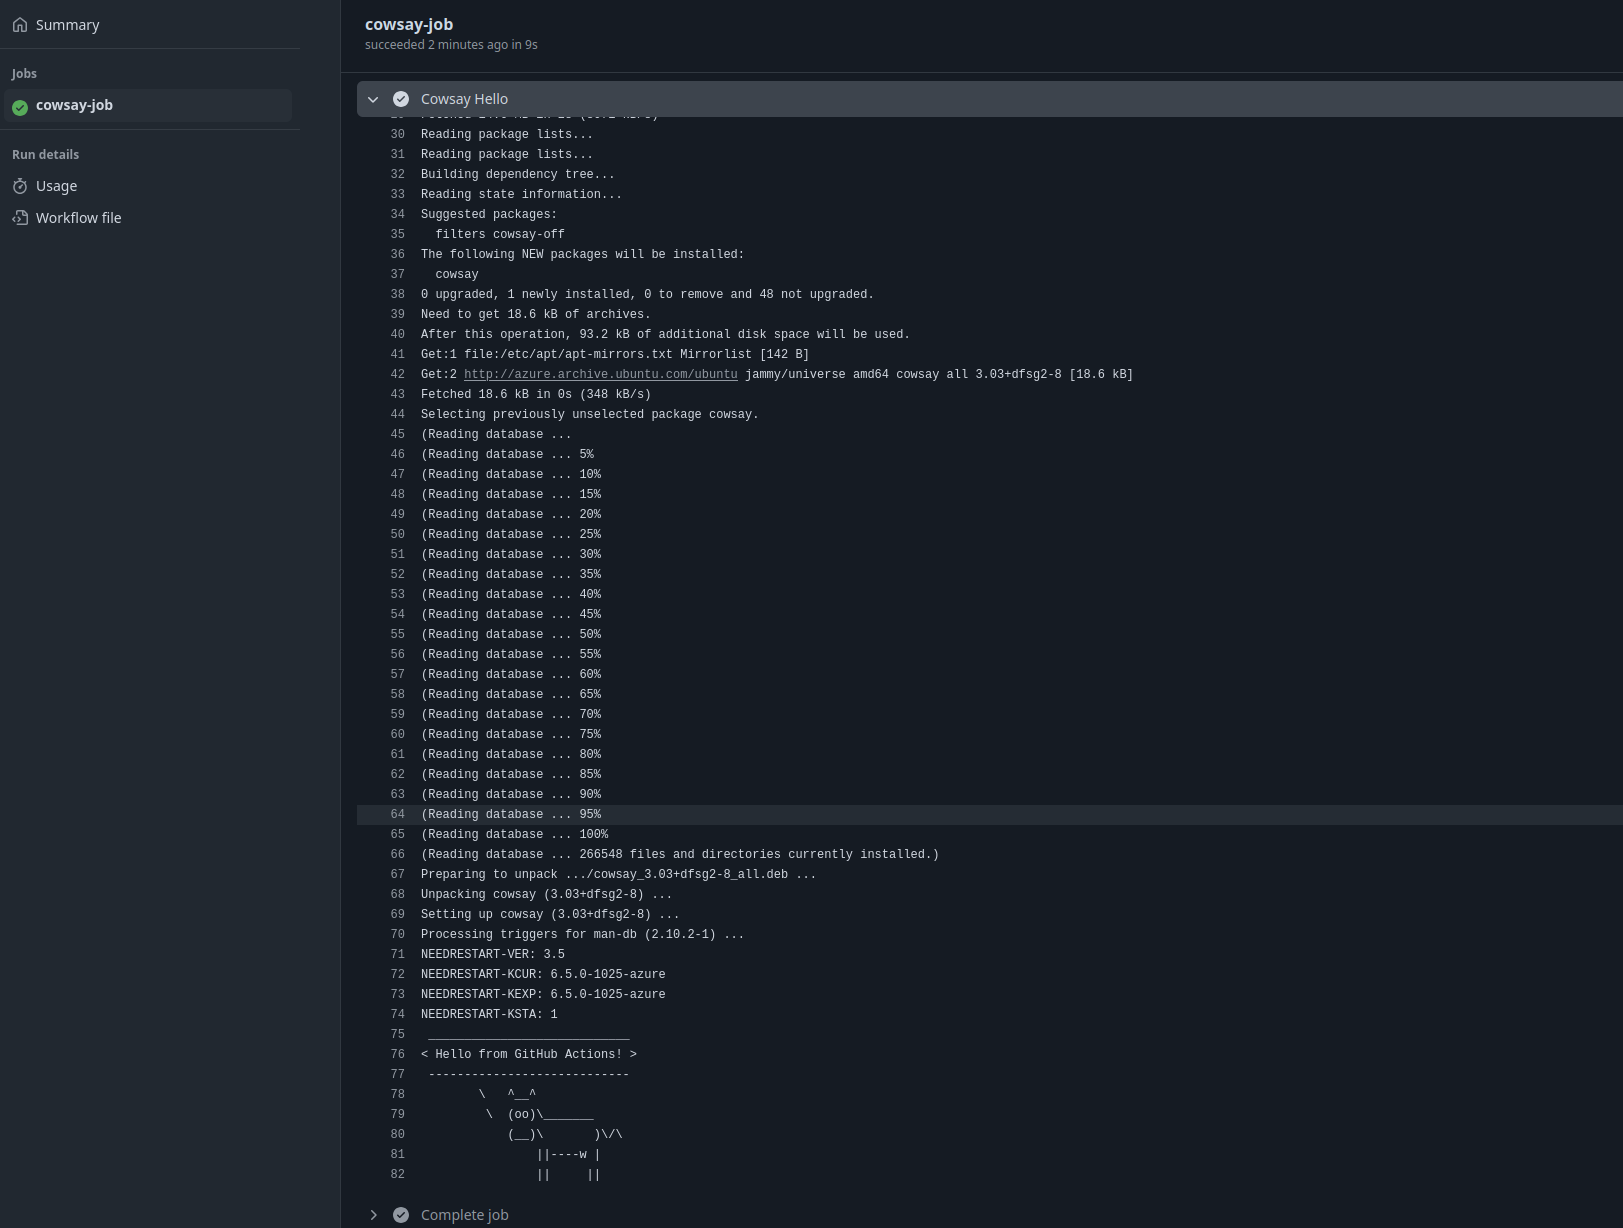 Summary
Jobs
cowsay-job
Run details
Usage
Workflow file
cowsay-job
succeeded 2 minutes ago in 9s
Cowsay Hello
30 Reading package lists...
31 Reading package lists...
32 Building dependency tree...
33 Reading state information...
34 Suggested packages:
35   filters cowsay-off
36 The following NEW packages will be installed:
37   cowsay
38 0 upgraded, 1 newly installed, 0 to remove and 48 not upgraded.
39 Need to get 18.6 kB of archives.
40 After this operation, 93.2 kB of additional disk space will be used.
41 Get:1 file:/etc/apt/apt-mirrors.txt Mirrorlist [142 B]
42 Get:2 http://azure.archive.ubuntu.com/ubuntu jammy/universe amd64 cowsay all 3.03+dfsg2-8 [18.6 kB]
43 Fetched 18.6 kB in 0s (348 kB/s)
44 Selecting previously unselected package cowsay.
45 (Reading database ...
46 (Reading database ... 5%
47 (Reading database ... 10%
48 (Reading database ... 15%
49 (Reading database ... 20%
50 (Reading database ... 25%
51 (Reading database ... 30%
52 (Reading database ... 35%
53 (Reading database ... 40%
54 (Reading database ... 45%
55 (Reading database ... 50%
56 (Reading database ... 55%
57 (Reading database ... 60%
58 (Reading database ... 65%
59 (Reading database ... 70%
60 (Reading database ... 75%
61 (Reading database ... 80%
62 (Reading database ... 85%
63 (Reading database ... 90%
64 (Reading database ... 95%
65 (Reading database ... 100%
66 (Reading database ... 266548 files and directories currently installed.)
67 Preparing to unpack .../cowsay_3.03+dfsg2-8_all.deb ...
68 Unpacking cowsay (3.03+dfsg2-8) ...
69 Setting up cowsay (3.03+dfsg2-8) ...
70 Processing triggers for man-db (2.10.2-1) ...
71 NEEDRESTART-VER: 3.5
72 NEEDRESTART-KCUR: 6.5.0-1025-azure
73 NEEDRESTART-KEXP: 6.5.0-1025-azure
74 NEEDRESTART-KSTA: 1
75  ____________________________
76 < Hello from GitHub Actions! >
77  ----------------------------
78         \   ^__^
79          \  (oo)\_______
80             (__)\       )\/\
81                 ||----w |
82                 ||     ||
Complete job